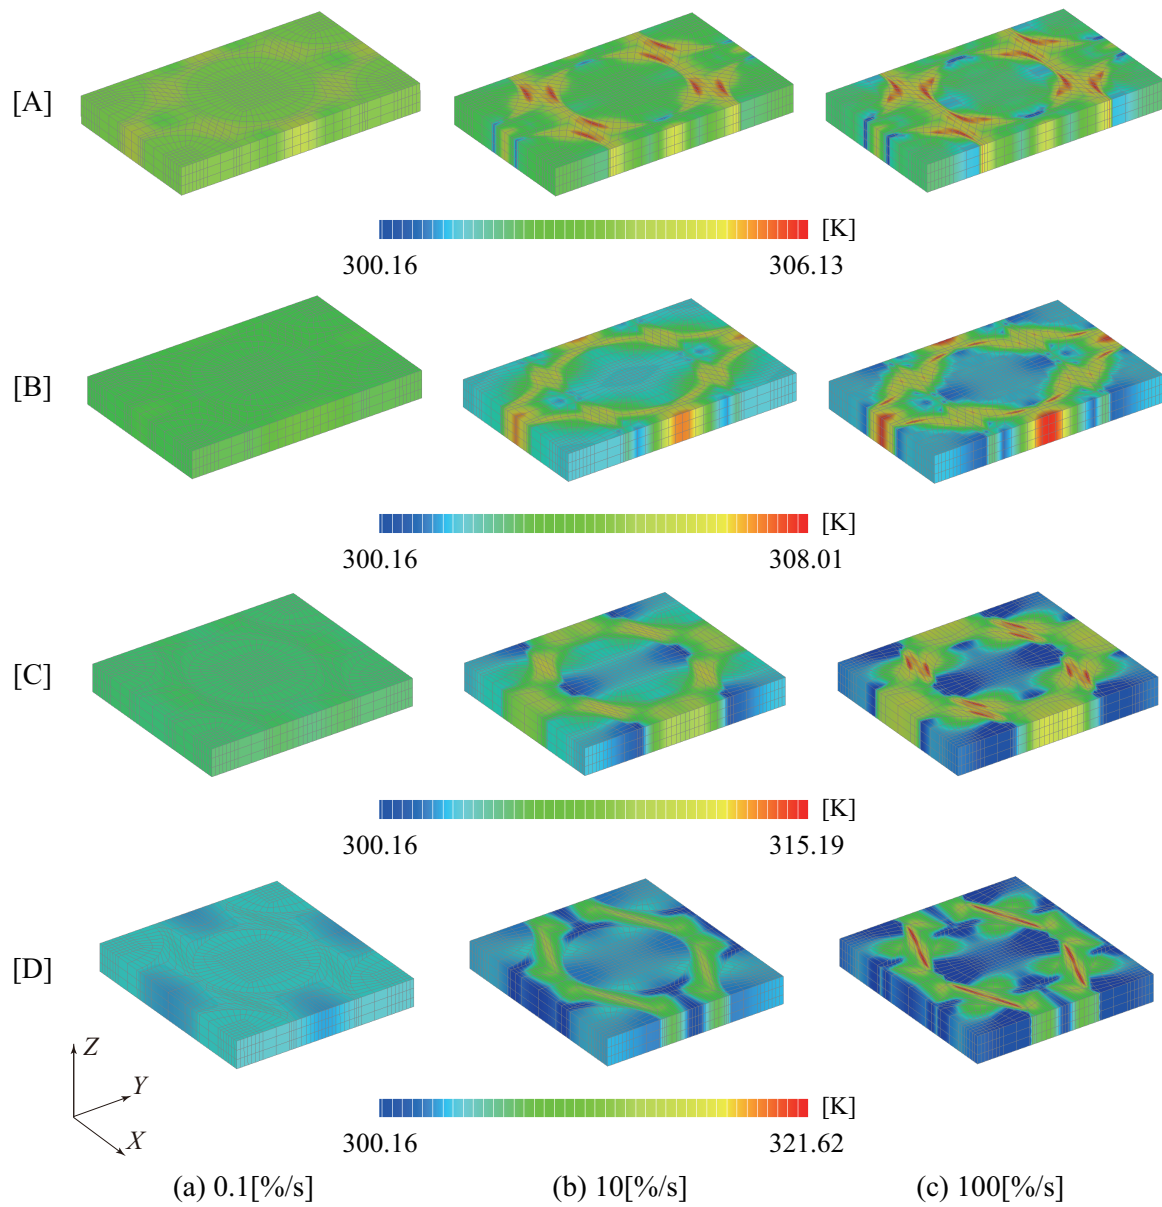 [A]
[K]
300.16 306.13
[B]
[K]
300.16 308.01
[C]
[K]
300.16 315.19
[D]
Z
Y
X
[K]
300.16 321.62
(a) 0.1[%/s] (b) 10[%/s] (c) 100[%/s]